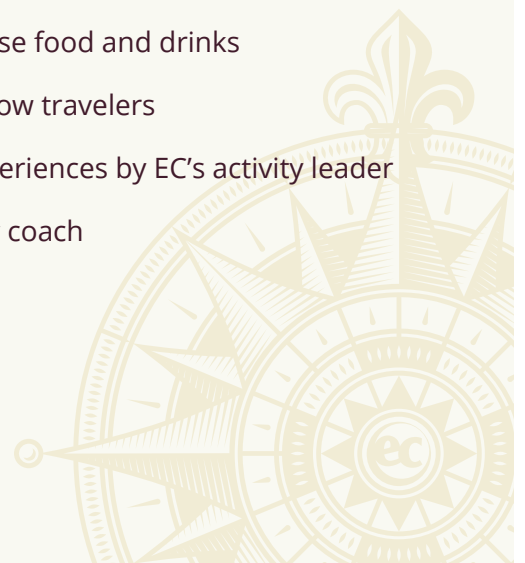 se food and drinks
ow travelers
eriences by EC’s activity leader
coach
ec